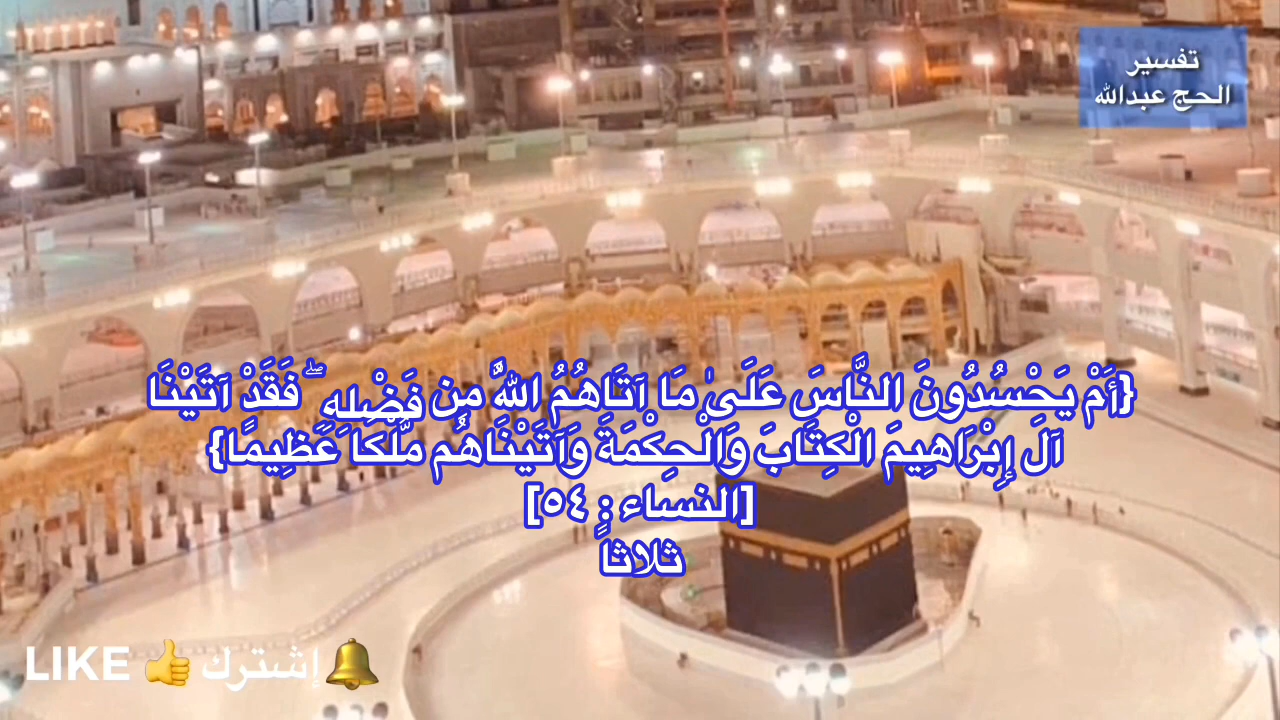 تفسير
الحج عبدالله
{أَمْ يَحْسُدُونَ النَّاسَ عَلَىٰ مَا آتَاهُمُ اللَّهُ مِن فَضْلِهِ ۖ فَقَدْ آتَيْنَا
آلَ إِبْرَاهِيمَ الْكِتَابَ وَالْحِكْمَةَ وَآتَيْنَاهُم مُّلْكًا عَظِيمًا}
[النساء : ٥٤]
ثلاثاً
LIKE 👍 إشترك 🔔